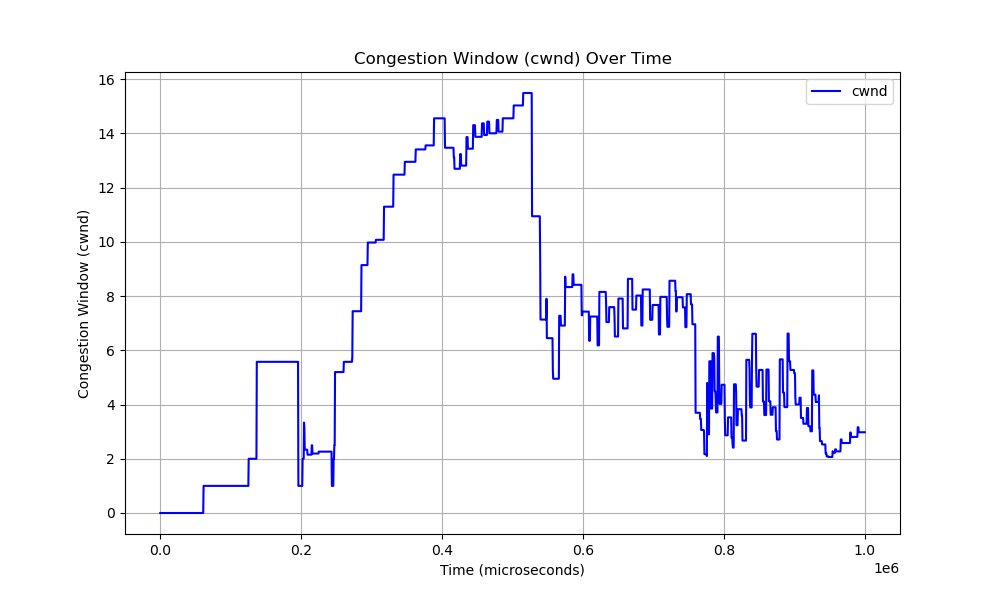 Congestion Window (cwnd) Over Time
cwnd
Congestion Window (cwnd)
16
14
12
10
8
6
4
2
0
0.0 0.2 0.4 0.6 0.8 1.0
1e6
Time (microseconds)